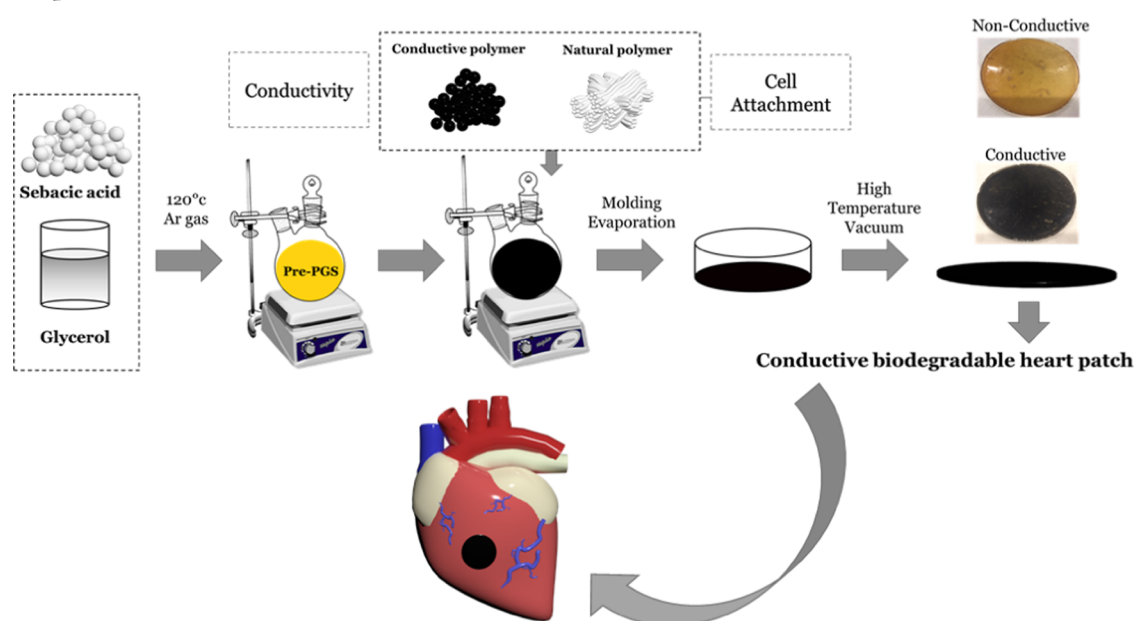 Non-Conductive
Conductive polymer
Natural polymer
Conductivity
Cell
Attachment
Conductive
Sebacic acid
120°c
Ar gas
Molding
Evaporation
High
Temperature
Vacuum
Pre-PGS
Glycerol
Conductive biodegradable heart patch